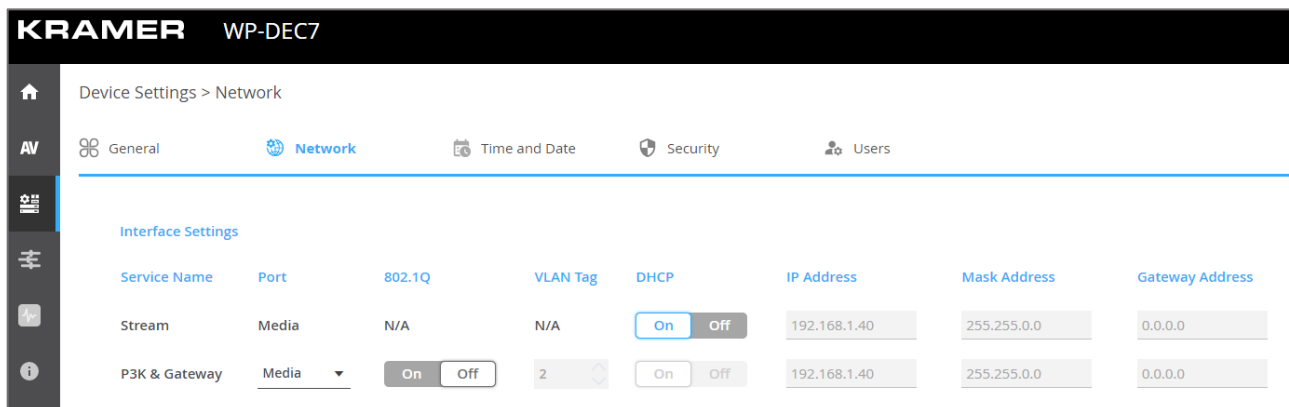 KRAMER WP-DEC7
Device Settings > Network
AV General Network Time and Date Security Users
Interface Settings
Service Name Port 802.1Q VLAN Tag DHCP IP Address Mask Address Gateway Address
Stream Media N/A N/A On Off 192.168.1.40 255.255.0.0 0.0.0.0
P3K & Gateway Media On Off 2 On Off 192.168.1.40 255.255.0.0 0.0.0.0